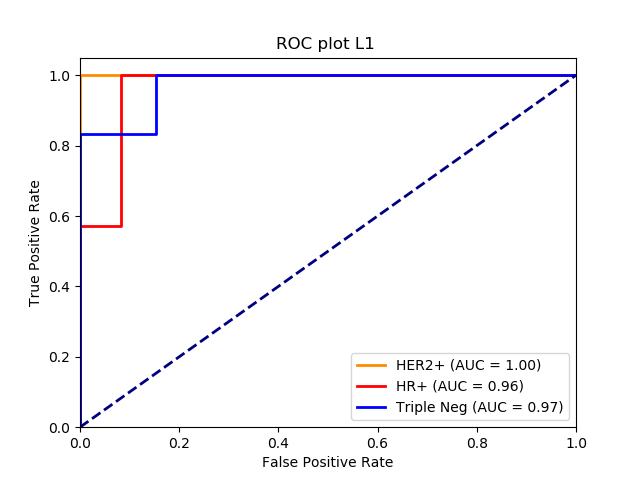 ROC plot L1
True Positive Rate
1.0
0.8
0.6
0.4
0.2
0.0
HER2+ (AUC = 1.00)
HR+ (AUC = 0.96)
Triple Neg (AUC = 0.97)
0.0 0.2 0.4 0.6 0.8 1.0
False Positive Rate